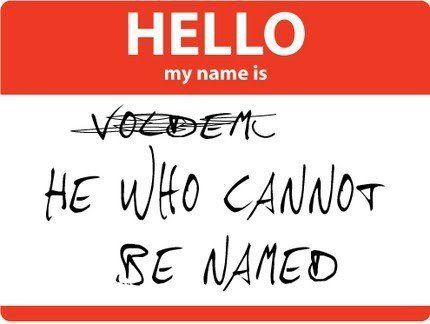 HELLO
my name is
VOLDEM
HE WHO CANNOT
BE NAMED